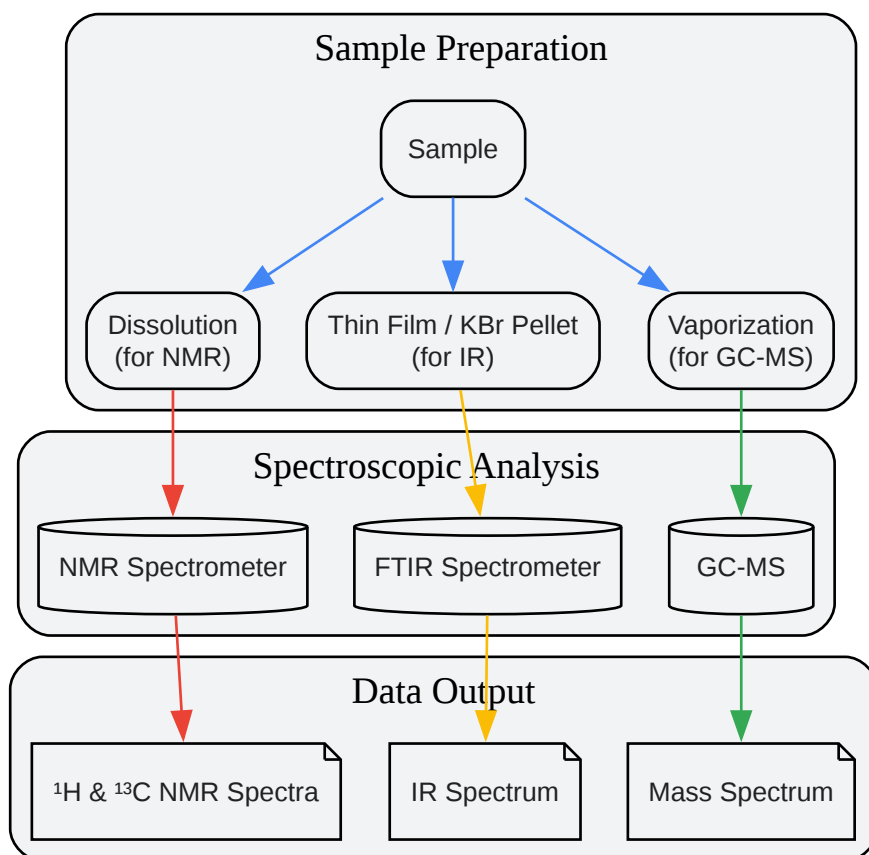 Sample Preparation
Sample
Dissolution
(for NMR)
Thin Film / KBr Pellet
(for IR)
Vaporization
(for GC-MS)
Spectroscopic Analysis
NMR Spectrometer
FTIR Spectrometer
GC-MS
Data Output
¹H & ¹³C NMR Spectra
IR Spectrum
Mass Spectrum